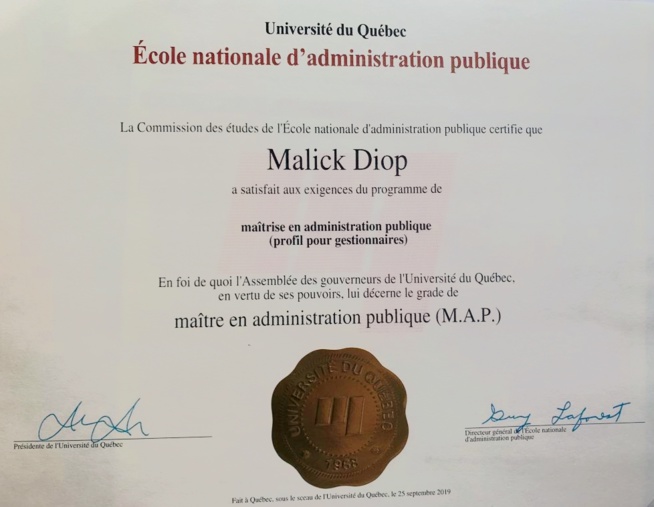 Université du Québec
École nationale d'administration publique
La Commission des études de l'École nationale d'administration publique certifie que
Malick Diop
a satisfait aux exigences du programme de
maîtrise en administration publique
(profil pour gestionnaires)
En foi de quoi l'Assemblée des gouverneurs de l'Université du Québec,
en vertu de ses pouvoirs, lui décerne le grade de
maître en administration publique (M.A.P.)
UNIVERSITÉ DU QUÉBEC
1968
Présidente de l'Université du Québec
Guy Laforest
Directeur général de l'École nationale
d'administration publique
Fait à Québec, sous le sceau de l'Université du Québec, le 25 septembre 2019